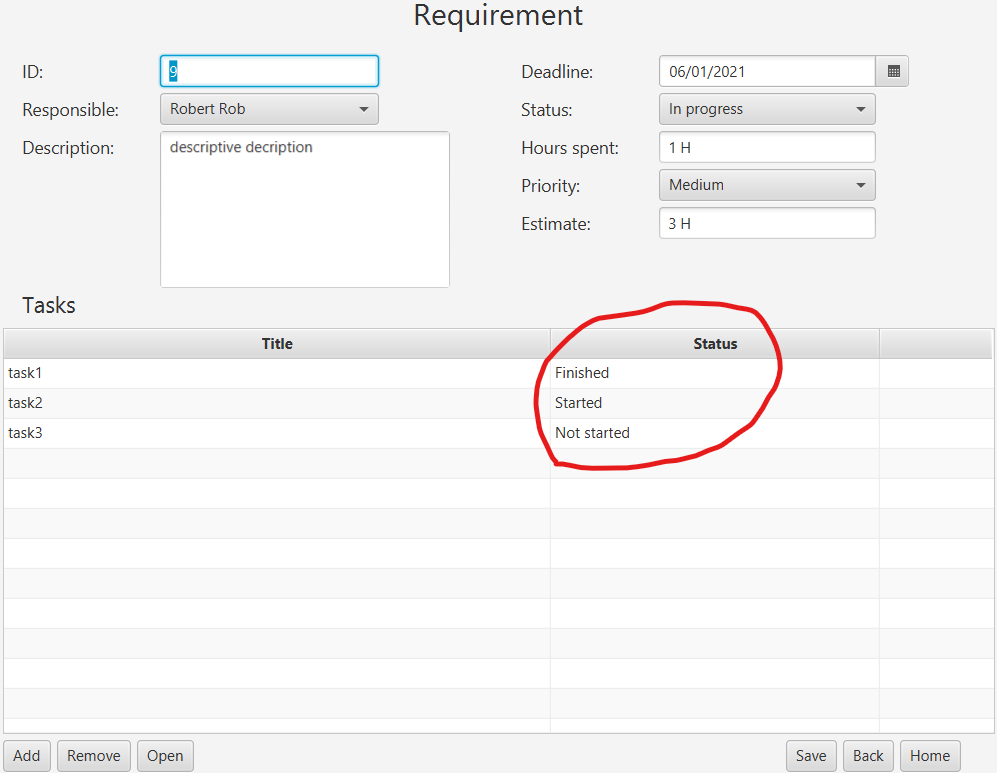 Requirement
ID: 9 Deadline: 06/01/2021
Responsible: Robert Rob Status: In progress
Description: descriptive decription Hours spent: 1 H
Priority: Medium
Estimate: 3 H
Tasks
Title Status
task1 Finished
task2 Started
task3 Not started
Add Remove Open Save Back Home